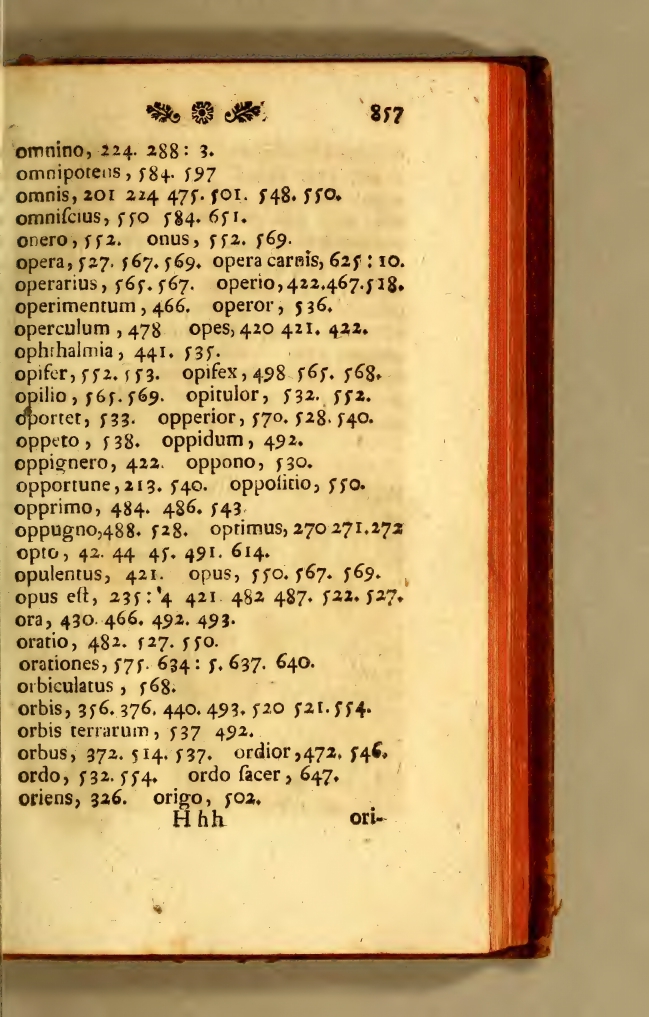 857
omnino, 224. 288: 3.
omnipotens, 584. 597
omnis, 201 224 475. 501. 548. 550.
omniſcius, 550 584. 651.
onero, 552. onus, 552. 569.
opera, 527. 567. 569. opera carnis, 625: 10.
operarius, 565. 567. operio, 422. 467. 518.
operimentum, 466. operor, 536.
operculum, 478 opes, 420 421. 422.
ophthalmia, 441. 535.
opifer, 552. 553. opifex, 498 565. 568.
opilio, 565. 569. opitulor, 532. 552.
oportet, 533. opperior, 570. 528. 540.
oppeto, 538. oppidum, 492.
oppignero, 422. oppono, 530.
opportune, 213. 540. oppoſitio, 550.
opprimo, 484. 486. 543
oppugno, 488. 528. optimus, 270 271. 272
opto, 42. 44 45. 491. 614.
opulentus, 421. opus, 550. 567. 569.
opus eſt, 235: 4 421 482 487. 522. 527.
ora, 430. 466. 492. 493.
oratio, 482. 527. 550.
orationes, 575. 634: 5. 637. 640.
orbiculatus, 568.
orbis, 356. 376. 440. 493. 520 521. 554.
orbis terrarum, 537 492.
orbus, 372. 514. 537. ordior, 472. 546.
ordo, 532. 554. ordo ſacer, 647.
oriens, 326. origo, 502.
Hhh ori-